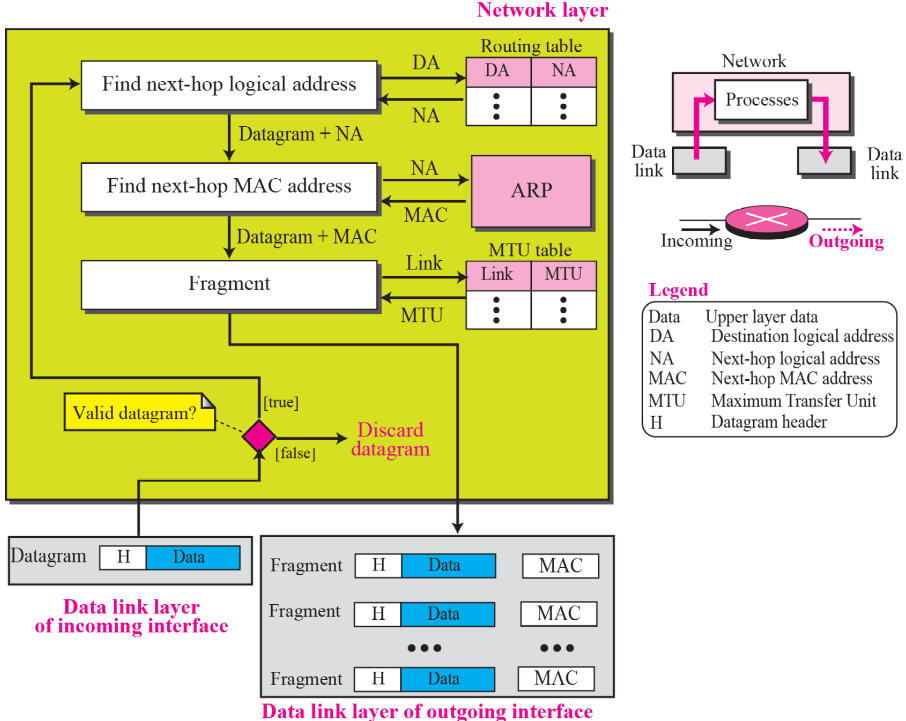 Network layer
Routing table
DA NA
Find next-hop logical address
DA
NA
Datagram + NA
Find next-hop MAC address
NA
MAC
ARP
Datagram + MAC
MTU table
Link MTU
Fragment
Link
MTU
[true]
Valid datagram?
[false]
Discard
datagram
Datagram H Data
Data link layer
of incoming interface
Fragment H Data MAC
Fragment H Data MAC
Fragment H Data MAC
Data link layer of outgoing interface
Network
Processes
Data
link
Data
link
Incoming
Outgoing
Legend
Data Upper layer data
DA Destination logical address
NA Next-hop logical address
MAC Next-hop MAC address
MTU Maximum Transfer Unit
H Datagram header